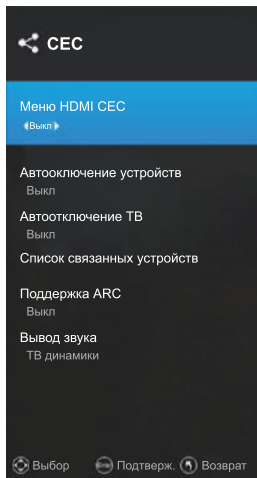 CEC
Меню HDMI CEC
Выкл
Автооключение устройств
Выкл
Автоотключение ТВ
Выкл
Список связанных устройств
Поддержка ARC
Выкл
Вывод звука
ТВ динамики
Выбор Подтверж. Возврат